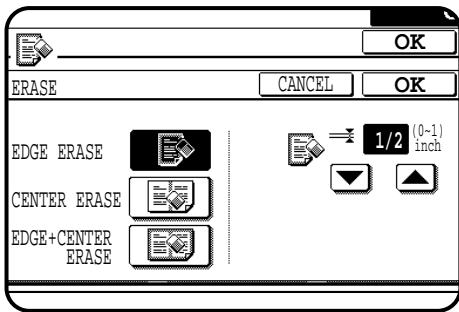 OK
ERASE CANCEL OK
EDGE ERASE 1/2 (0~1) inch
CENTER ERASE
EDGE+CENTER
ERASE